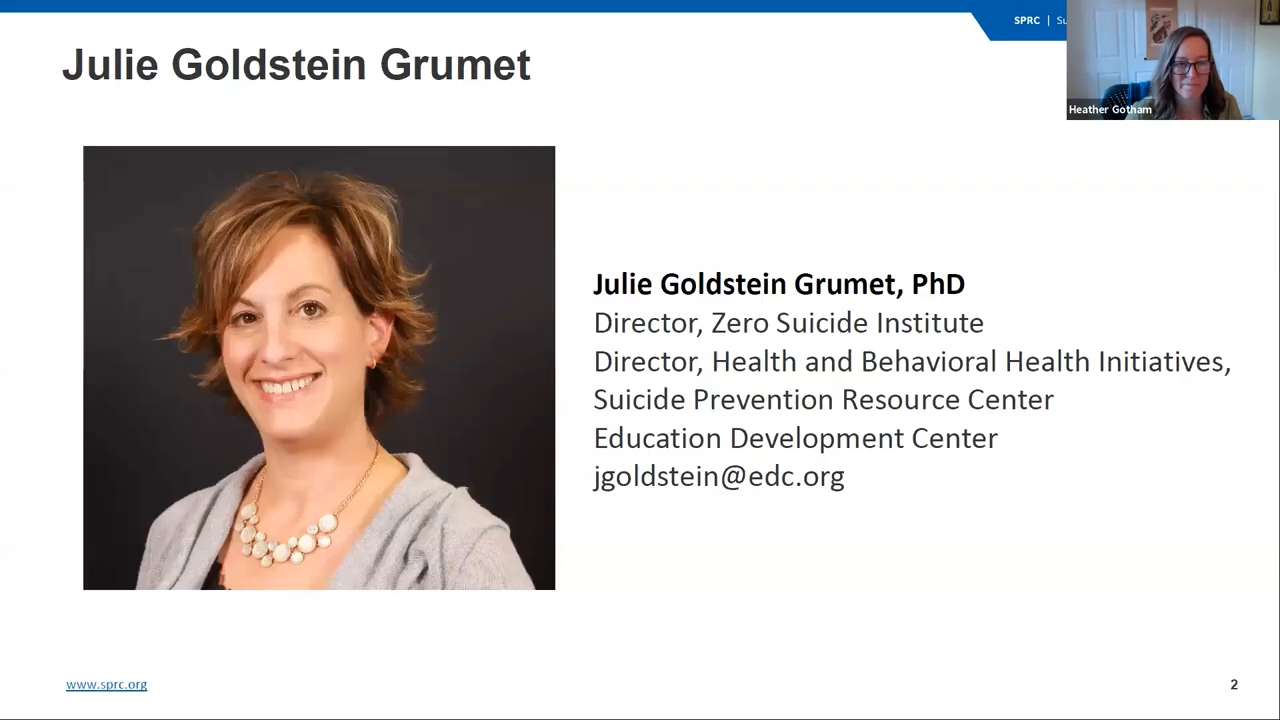 SPRC |
Julie Goldstein Grumet
Heather Gotham
Julie Goldstein Grumet, PhD
Director, Zero Suicide Institute
Director, Health and Behavioral Health Initiatives,
Suicide Prevention Resource Center
Education Development Center
jgoldstein@edc.org
www.sprc.org
2